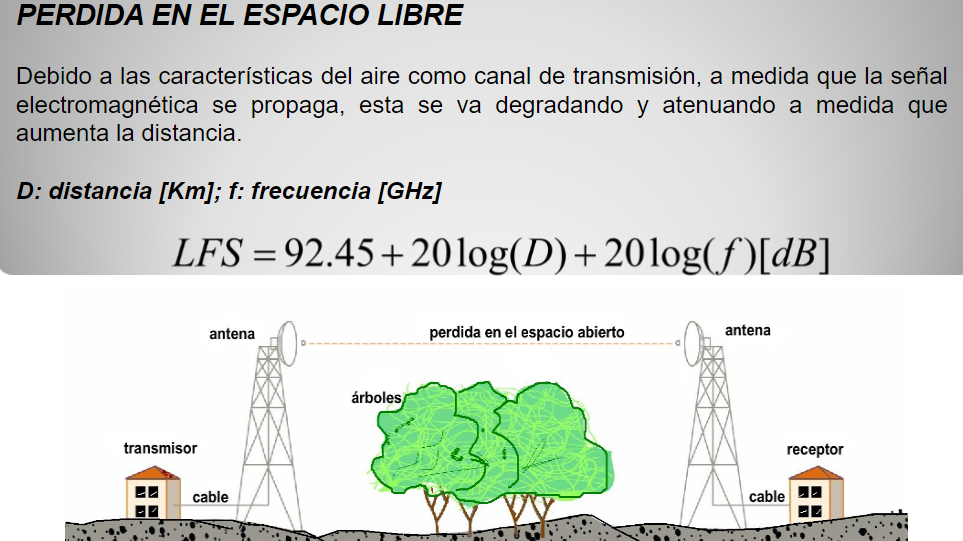 PERDIDA EN EL ESPACIO LIBRE
Debido a las características del aire como canal de transmisión, a medida que la señal
electromagnética se propaga, esta se va degradando y atenuando a medida que
aumenta la distancia.
D: distancia [Km]; f: frecuencia [GHz]
LFS = 92.45 + 20 log(D) + 20 log(f)[dB]
antena
perdida en el espacio abierto
antena
árboles
transmisor
receptor
cable
cable